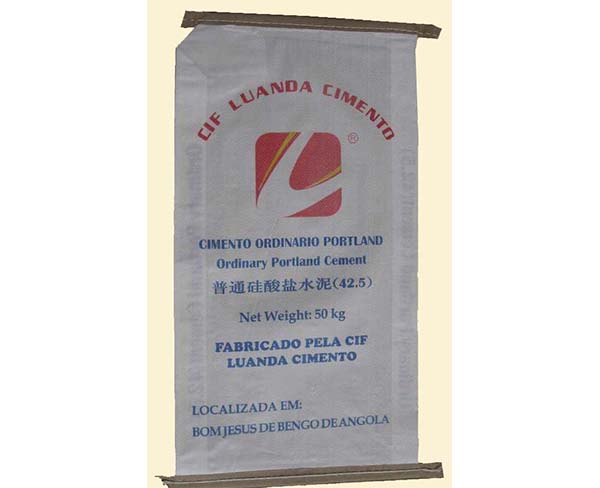 CIF LUANDA CIMENTO
®
CIMENTO ORDINARIO PORTLAND
Ordinary Portland Cement
普通硅酸盐水泥(42.5)
Net Weight: 50 kg
FABRICADO PELA CIF
LUANDA CIMENTO
LOCALIZADA EM:
BOM JESUS DE BENGO DE ANGOLA